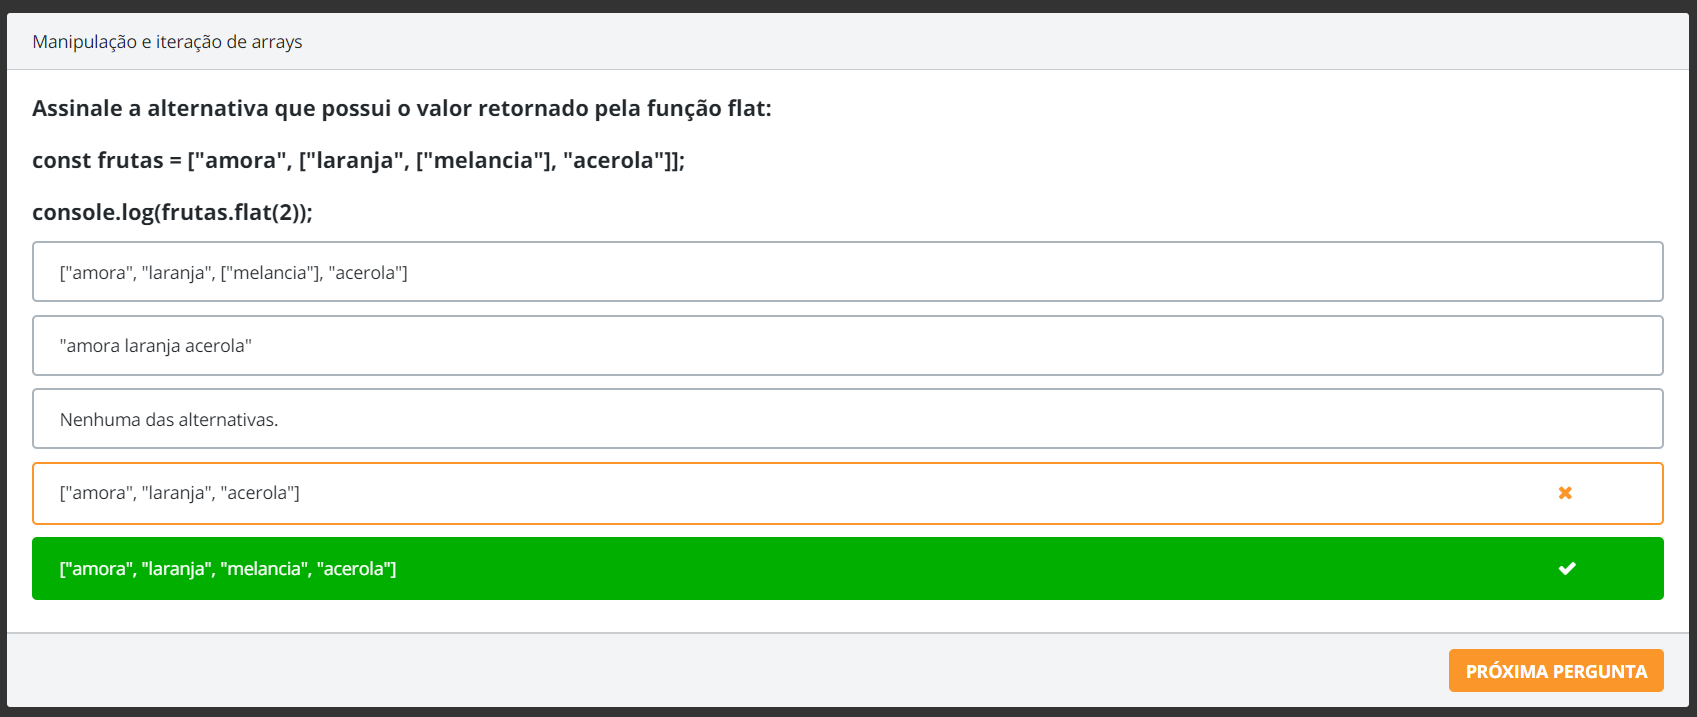 Manipulação e iteração de arrays
Assinale a alternativa que possui o valor retornado pela função flat:
const frutas = ["amora", ["laranja", ["melancia"], "acerola"]];
console.log(frutas.flat(2));
["amora", "laranja", ["melancia"], "acerola"]
"amora laranja acerola"
Nenhuma das alternativas.
["amora", "laranja", "acerola"]
["amora", "laranja", "melancia", "acerola"]
PRÓXIMA PERGUNTA